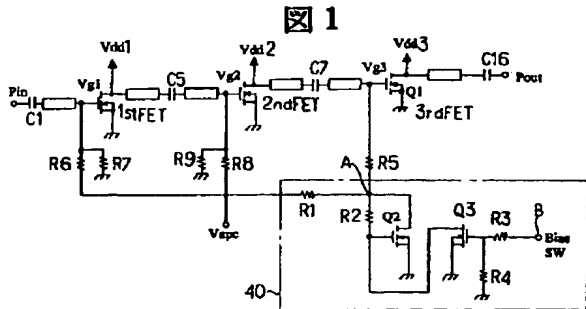 図1
Vdd1
Vdd2
Vdd3
Pin
C1
Vg1
1stFET
C5
Vg2
2ndFET
C7
Vg3
Q1
3rdFET
C16
Pout
R6
R7
R9
R8
R5
Vapc
R1
A
R2
Q2
Q3
R3
B
Bias
SW
R4
40